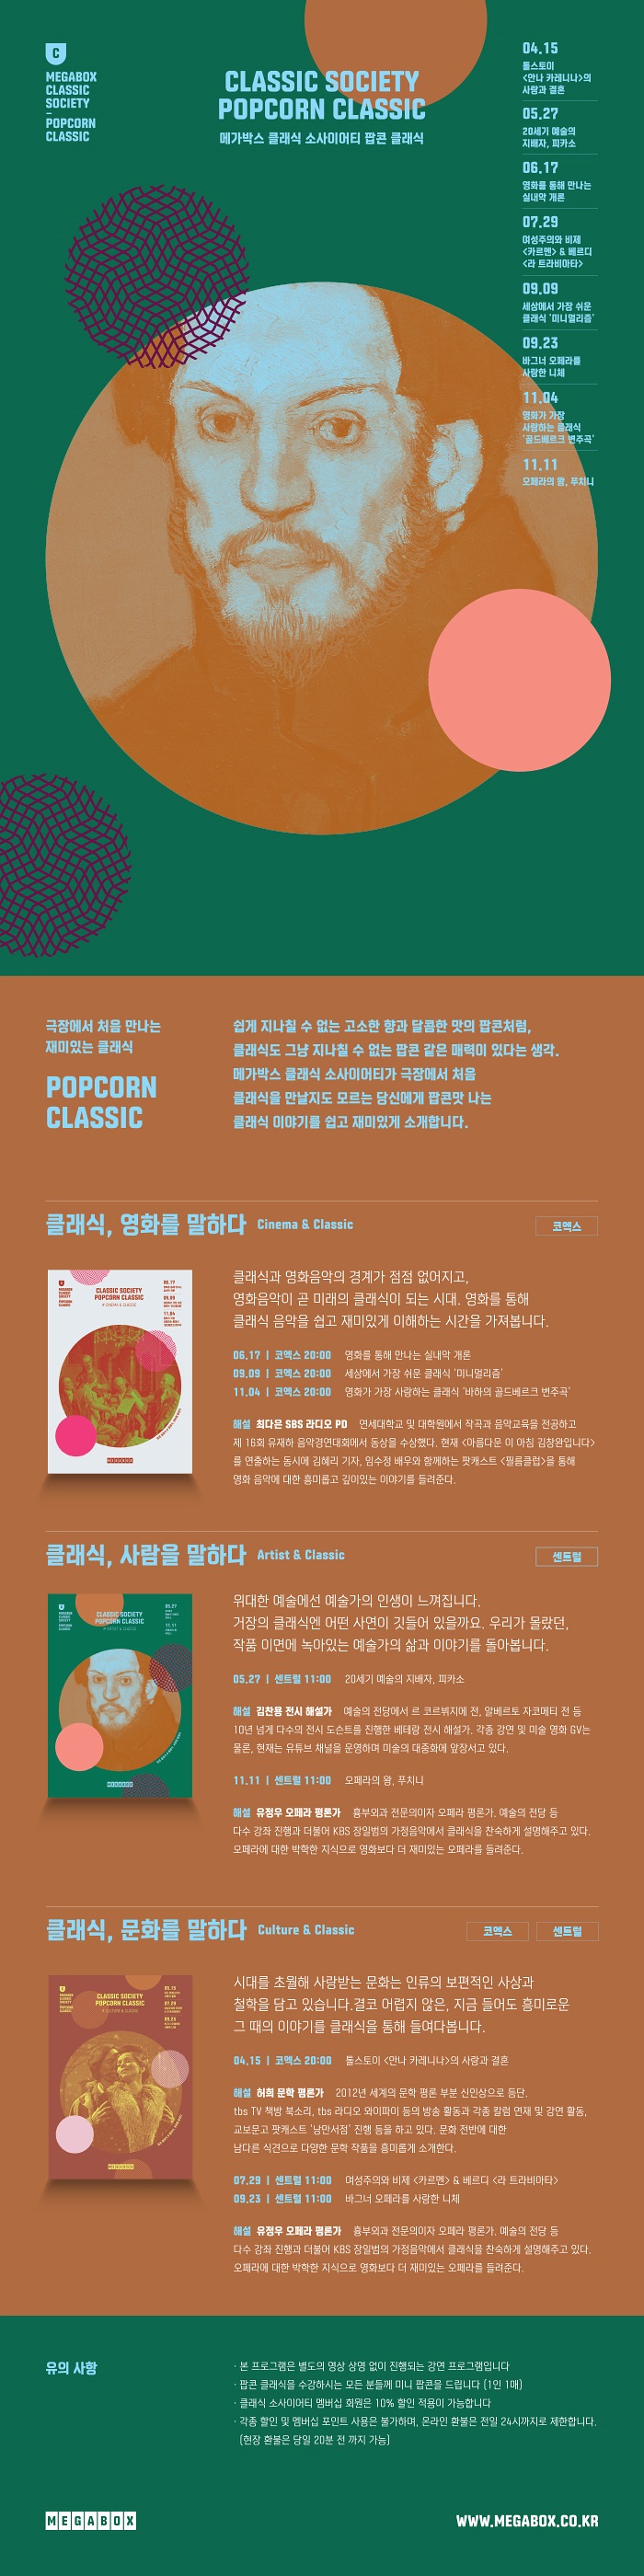 C
MEGABOX
CLASSIC
SOCIETY
–
POPCORN
CLASSIC
CLASSIC SOCIETY
POPCORN CLASSIC
메가박스 클래식 소사이어티 팝콘 클래식
04.15
톨스토이
<안나 카레니나>의
사랑과 결혼
05.27
20세기 예술의
지배자, 피카소
06.17
영화를 통해 만나는
실내악 개론
07.29
여성주의와 비제
<카르멘> & 베르디
<라 트라비아타>
09.09
세상에서 가장 쉬운
클래식 '미니멀리즘'
09.23
바그너 오페라를
사랑한 니체
11.04
영화가 가장
사랑하는 클래식
'골드베르크 변주곡'
11.11
오페라의 왕, 푸치니
극장에서 처음 만나는
재미있는 클래식
POPCORN
CLASSIC
쉽게 지나칠 수 없는 고소한 향과 달콤한 맛의 팝콘처럼,
클래식도 그냥 지나칠 수 없는 팝콘 같은 매력이 있다는 생각.
메가박스 클래식 소사이어티가 극장에서 처음
클래식을 만날지도 모르는 당신에게 팝콘맛 나는
클래식 이야기를 쉽고 재미있게 소개합니다.
클래식, 영화를 말하다 Cinema & Classic
코엑스
클래식과 영화음악의 경계가 점점 없어지고,
영화음악이 곧 미래의 클래식이 되는 시대. 영화를 통해
클래식 음악을 쉽고 재미있게 이해하는 시간을 가져봅니다.
06.17 | 코엑스 20:00 영화를 통해 만나는 실내악 개론
09.09 | 코엑스 20:00 세상에서 가장 쉬운 클래식 '미니멀리즘'
11.04 | 코엑스 20:00 영화가 가장 사랑하는 클래식 '바하의 골드베르크 변주곡'
해설 최다은 SBS 라디오 PD 연세대학교 및 대학원에서 작곡과 음악교육을 전공하고
제 16회 유재하 음악경연대회에서 동상을 수상했다. 현재 <아름다운 이 아침 김창완입니다>
를 연출하는 동시에 김혜리 기자, 임수정 배우와 함께하는 팟캐스트 <필름클럽>을 통해
영화 음악에 대한 흥미롭고 깊이있는 이야기를 들려준다.
클래식, 사람을 말하다 Artist & Classic
센트럴
위대한 예술에선 예술가의 인생이 느껴집니다.
거장의 클래식엔 어떤 사연이 깃들어 있을까요. 우리가 몰랐던,
작품 이면에 녹아있는 예술가의 삶과 이야기를 돌아봅니다.
05.27 | 센트럴 11:00 20세기 예술의 지배자, 피카소
해설 김찬용 전시 해설가 예술의 전당에서 르 코르뷔지에 전, 알베르토 자코메티 전 등
10년 넘게 다수의 전시 도슨트를 진행한 베테랑 전시 해설가. 각종 강연 및 미술 영화 GV는
물론, 현재는 유튜브 채널을 운영하며 미술의 대중화에 앞장서고 있다.
11.11 | 센트럴 11:00 오페라의 왕, 푸치니
해설 유정우 오페라 평론가 흉부외과 전문의이자 오페라 평론가. 예술의 전당 등
다수 강좌 진행과 더불어 KBS 장일범의 가정음악에서 클래식을 찬숙하게 설명해주고 있다.
오페라에 대한 박학한 지식으로 영화보다 더 재미있는 오페라를 들려준다.
클래식, 문화를 말하다 Culture & Classic
코엑스
센트럴
시대를 초월해 사랑받는 문화는 인류의 보편적인 사상과
철학을 담고 있습니다.결코 어렵지 않은, 지금 들어도 흥미로운
그 때의 이야기를 클래식을 통해 들여다봅니다.
04.15 | 코엑스 20:00 톨스토이 <안나 카레니나>의 사랑과 결혼
해설 허희 문학 평론가 2012년 세계의 문학 평론 부분 신인상으로 등단.
tbs TV 책방 북소리, tbs 라디오 와이파이 등의 방송 활동과 각종 칼럼 연재 및 강연 활동,
교보문고 팟캐스트 '낭만서점' 진행 등을 하고 있다. 문화 전반에 대한
남다른 식견으로 다양한 문학 작품을 흥미롭게 소개한다.
07.29 | 센트럴 11:00 여성주의와 비제 <카르멘> & 베르디 <라 트라비아타>
09.23 | 센트럴 11:00 바그너 오페라를 사랑한 니체
해설 유정우 오페라 평론가 흉부외과 전문의이자 오페라 평론가. 예술의 전당 등
다수 강좌 진행과 더불어 KBS 장일범의 가정음악에서 클래식을 찬숙하게 설명해주고 있다.
오페라에 대한 박학한 지식으로 영화보다 더 재미있는 오페라를 들려준다.
유의 사항
· 본 프로그램은 별도의 영상 상영 없이 진행되는 강연 프로그램입니다
· 팝콘 클래식을 수강하시는 모든 분들께 미니 팝콘을 드립니다 (1인 1매)
· 클래식 소사이어티 멤버십 회원은 10% 할인 적용이 가능합니다
· 각종 할인 및 멤버십 포인트 사용은 불가하며, 온라인 환불은 전일 24시까지로 제한합니다.
(현장 환불은 당일 20분 전 까지 가능)
MEGABOX
WWW.MEGABOX.CO.KR